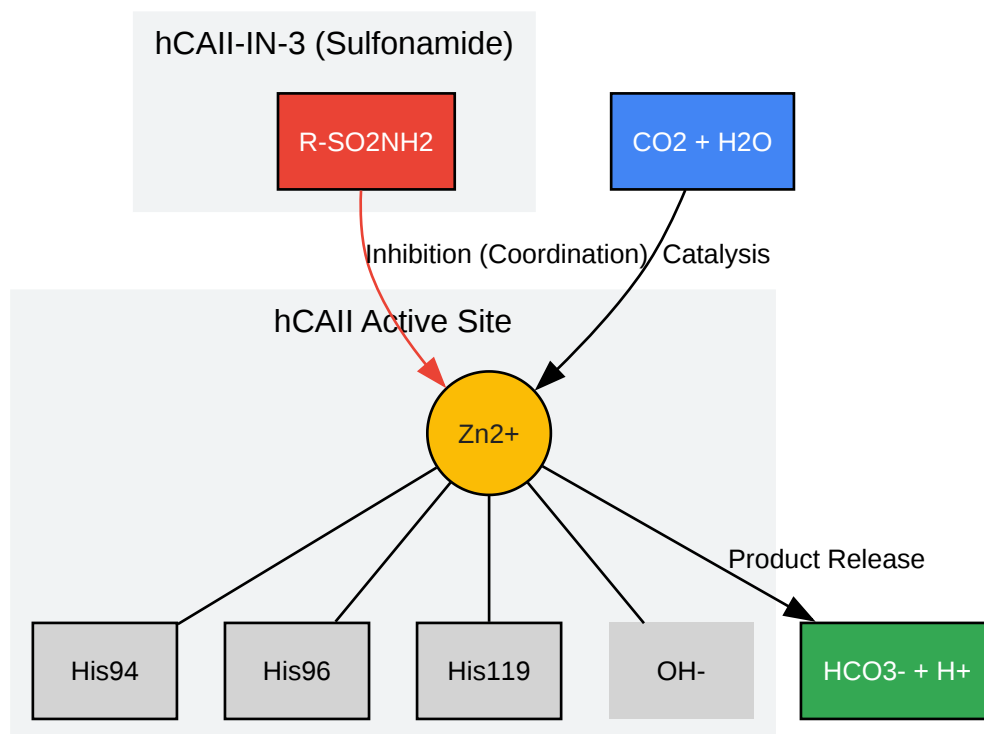 hCAII-IN-3 (Sulfonamide)
R-SO2NH2
CO2 + H2O
Inhibition (Coordination)
Catalysis
hCAII Active Site
Zn2+
Product Release
His94
His96
His119
OH-
HCO3- + H+